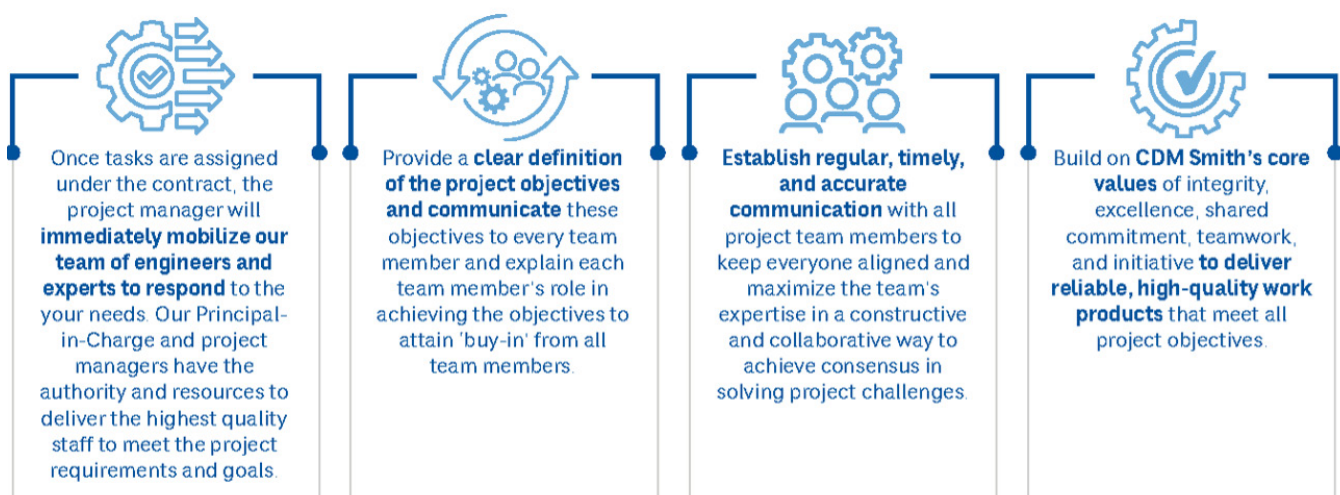 Once tasks are assigned
under the contract, the
project manager will
immediately mobilize our
team of engineers and
experts to respond to the
your needs. Our Principal-
in-Charge and project
managers have the
authority and resources to
deliver the highest quality
staff to meet the project
requirements and goals.
Provide a clear definition
of the project objectives
and communicate these
objectives to every team
member and explain each
team member's role in
achieving the objectives to
attain 'buy-in' from all
team members.
Establish regular, timely,
and accurate
communication with all
project team members to
keep everyone aligned and
maximize the team's
expertise in a constructive
and collaborative way to
achieve consensus in
solving project challenges.
Build on CDM Smith's core
values of integrity,
excellence, shared
commitment, teamwork,
and initiative to deliver
reliable, high-quality work
products that meet all
project objectives.